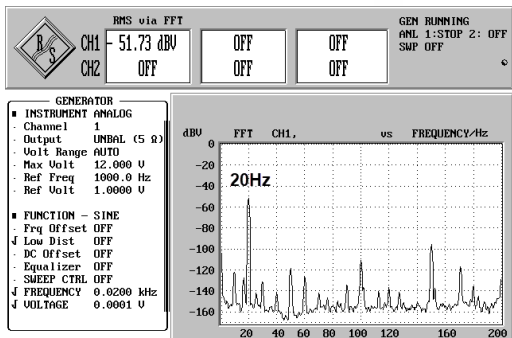 RMS via FFT
R S
CH1 - 51.73 dBV OFF OFF
CH2 OFF OFF OFF
GEN RUNNING
ANL 1:STOP 2: OFF
SWP OFF
GENERATOR
INSTRUMENT ANALOG
Channel 1
Output UNBAL (5 Ω)
Volt Range AUTO
Max Volt 12.000 V
Ref Freq 1000.0 Hz
Ref Volt 1.0000 V
FUNCTION - SINE
Frq Offset OFF
Low Dist OFF
DC Offset OFF
Equalizer OFF
SWEEP CTRL OFF
FREQUENCY 0.0200 kHz
VOLTAGE 0.0001 V
dBV FFT CH1, vs FREQUENCY/Hz
0
-20
-40
20Hz
-60
-80
-100
-120
-140
-160
20 40 60 80 100 120 160 200